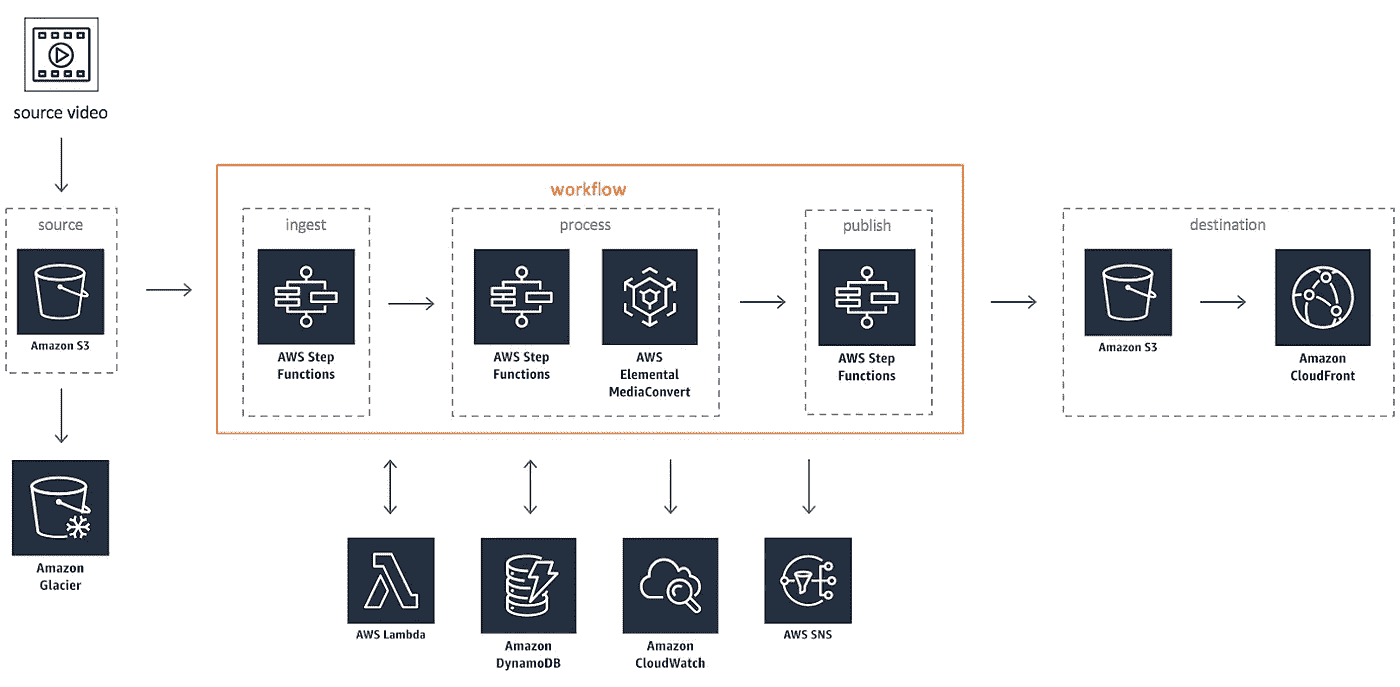 source video
workflow
source
ingest
process
publish
destination
Amazon S3
AWS Step
Functions
AWS Step
Functions
AWS
Elemental
MediaConvert
AWS Step
Functions
Amazon S3
Amazon
CloudFront
Amazon
Glacier
AWS Lambda
Amazon
DynamoDB
Amazon
CloudWatch
AWS SNS